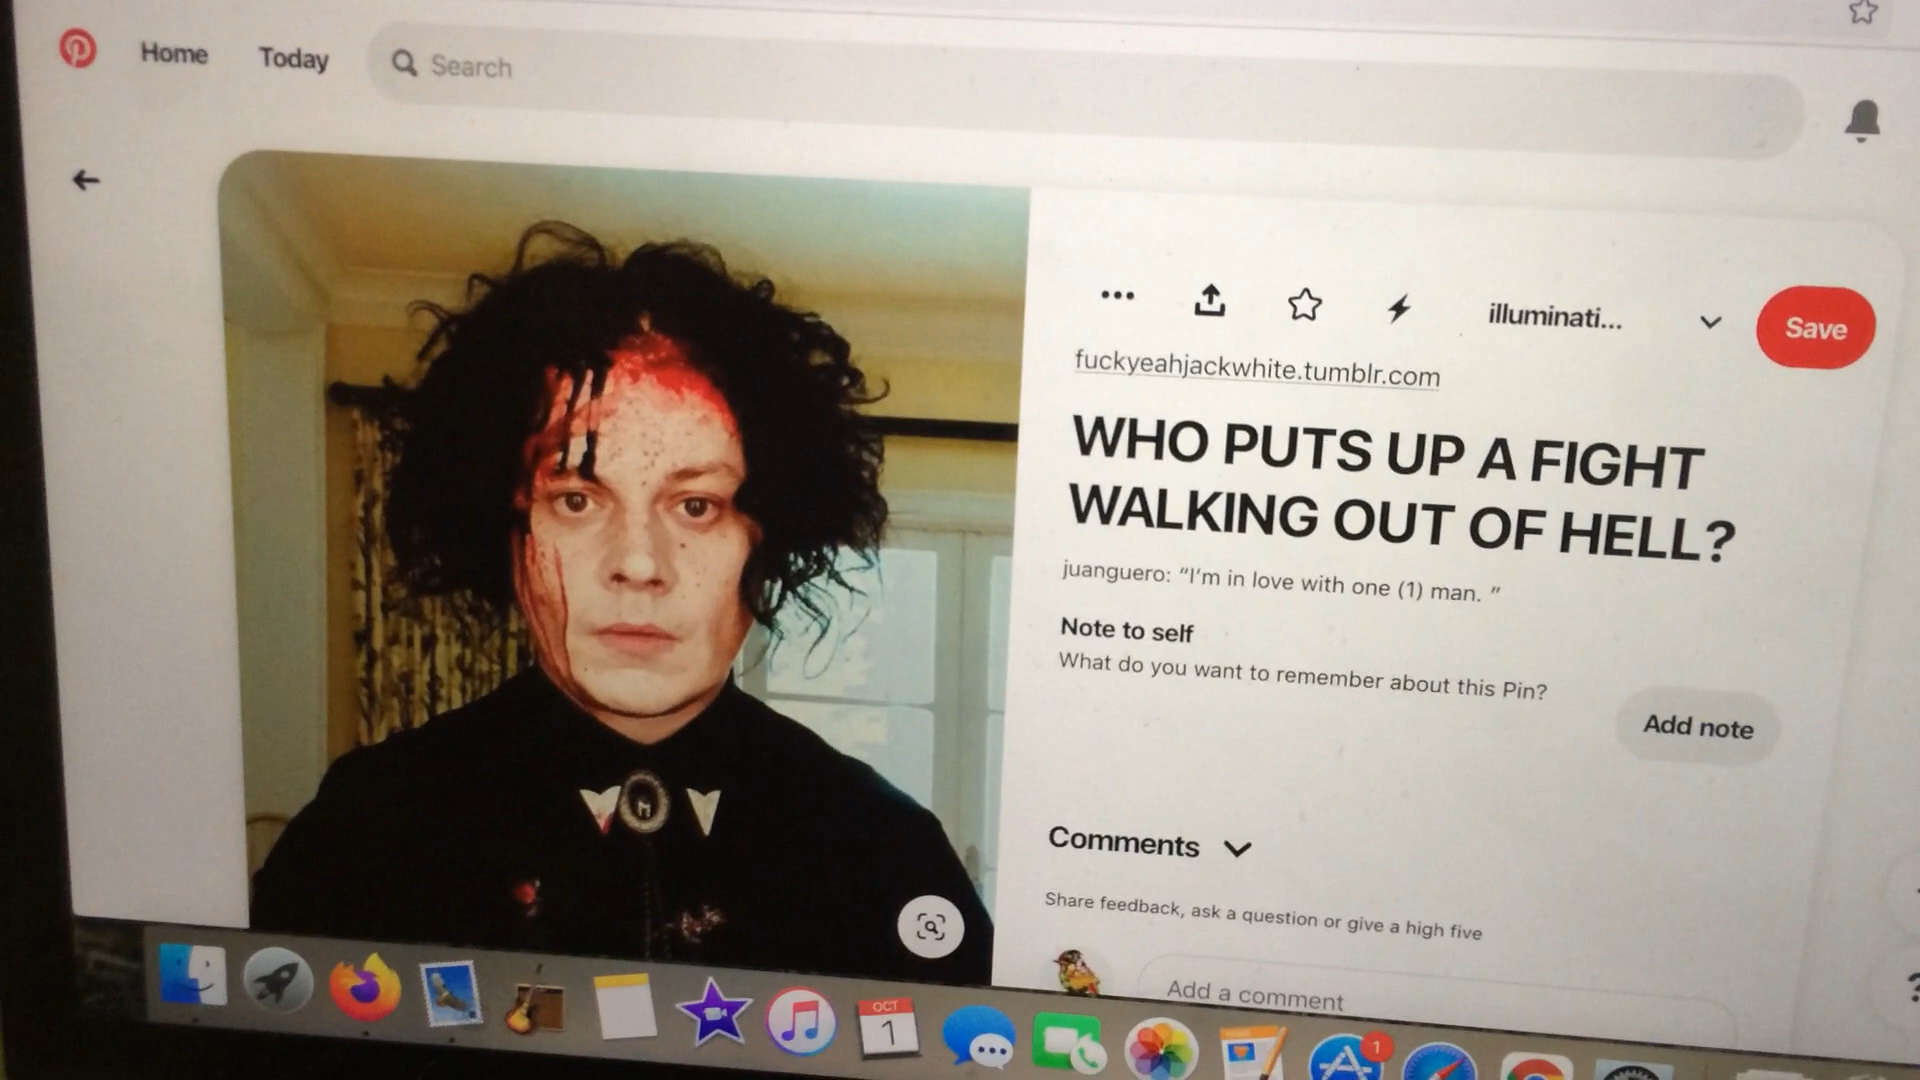 Home Today Search
illuminati... Save
fuckyeahjackwhite.tumblr.com
WHO PUTS UP A FIGHT
WALKING OUT OF HELL?
juanguero: “I'm in love with one (1) man. ”
Note to self
What do you want to remember about this Pin?
Add note
Comments
Share feedback, ask a question or give a high five
Add a comment
OCT
1
1
?